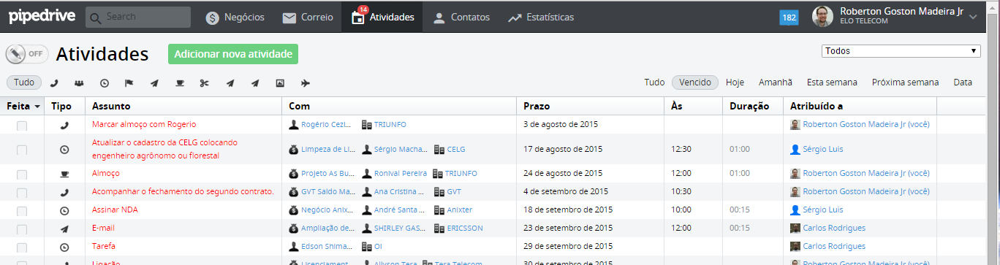 pipedrive Search Negócios Correio 14 Atividades Contatos Estatísticas 182 Roberton Goston Madeira Jr
ELO TELECOM
OFF Atividades Adicionar nova atividade Todos
Tudo Tudo Vencido Hoje Amanhã Esta semana Próxima semana Data
Feita Tipo Assunto Com Prazo Às Duração Atribuído a
Marcar almoço com Rogerio Rogério Cezi... TRIUNFO 3 de agosto de 2015 Roberton Goston Madeira Jr (você)
Atualizar o cadastro da CELG colocando
engenheiro agrônomo ou florestal Limpeza de Li... Sérgio Macha... CELG 17 de agosto de 2015 12:30 01:00 Sérgio Luis
Almoço Projeto As Bu... Ronival Pereira TRIUNFO 24 de agosto de 2015 12:00 01:00 Roberton Goston Madeira Jr (você)
Acompanhar o fechamento do segundo contrato. GVT Saldo Ma... Ana Cristina ... GVT 4 de setembro de 2015 10:30 Roberton Goston Madeira Jr (você)
Assinar NDA Negócio Anix... André Santa ... Anixter 18 de setembro de 2015 10:00 00:15 Sérgio Luis
E-mail Ampliação de... SHIRLEY GAS... ERICSSON 23 de setembro de 2015 12:00 00:15 Carlos Rodrigues
Tarefa Edson Shima... OI 29 de setembro de 2015 Carlos Rodrigues
Ligação Licenciament... Allyson Tera Tera Telecom 30 de setembro de 2015 Roberton Goston Madeira Jr (você)